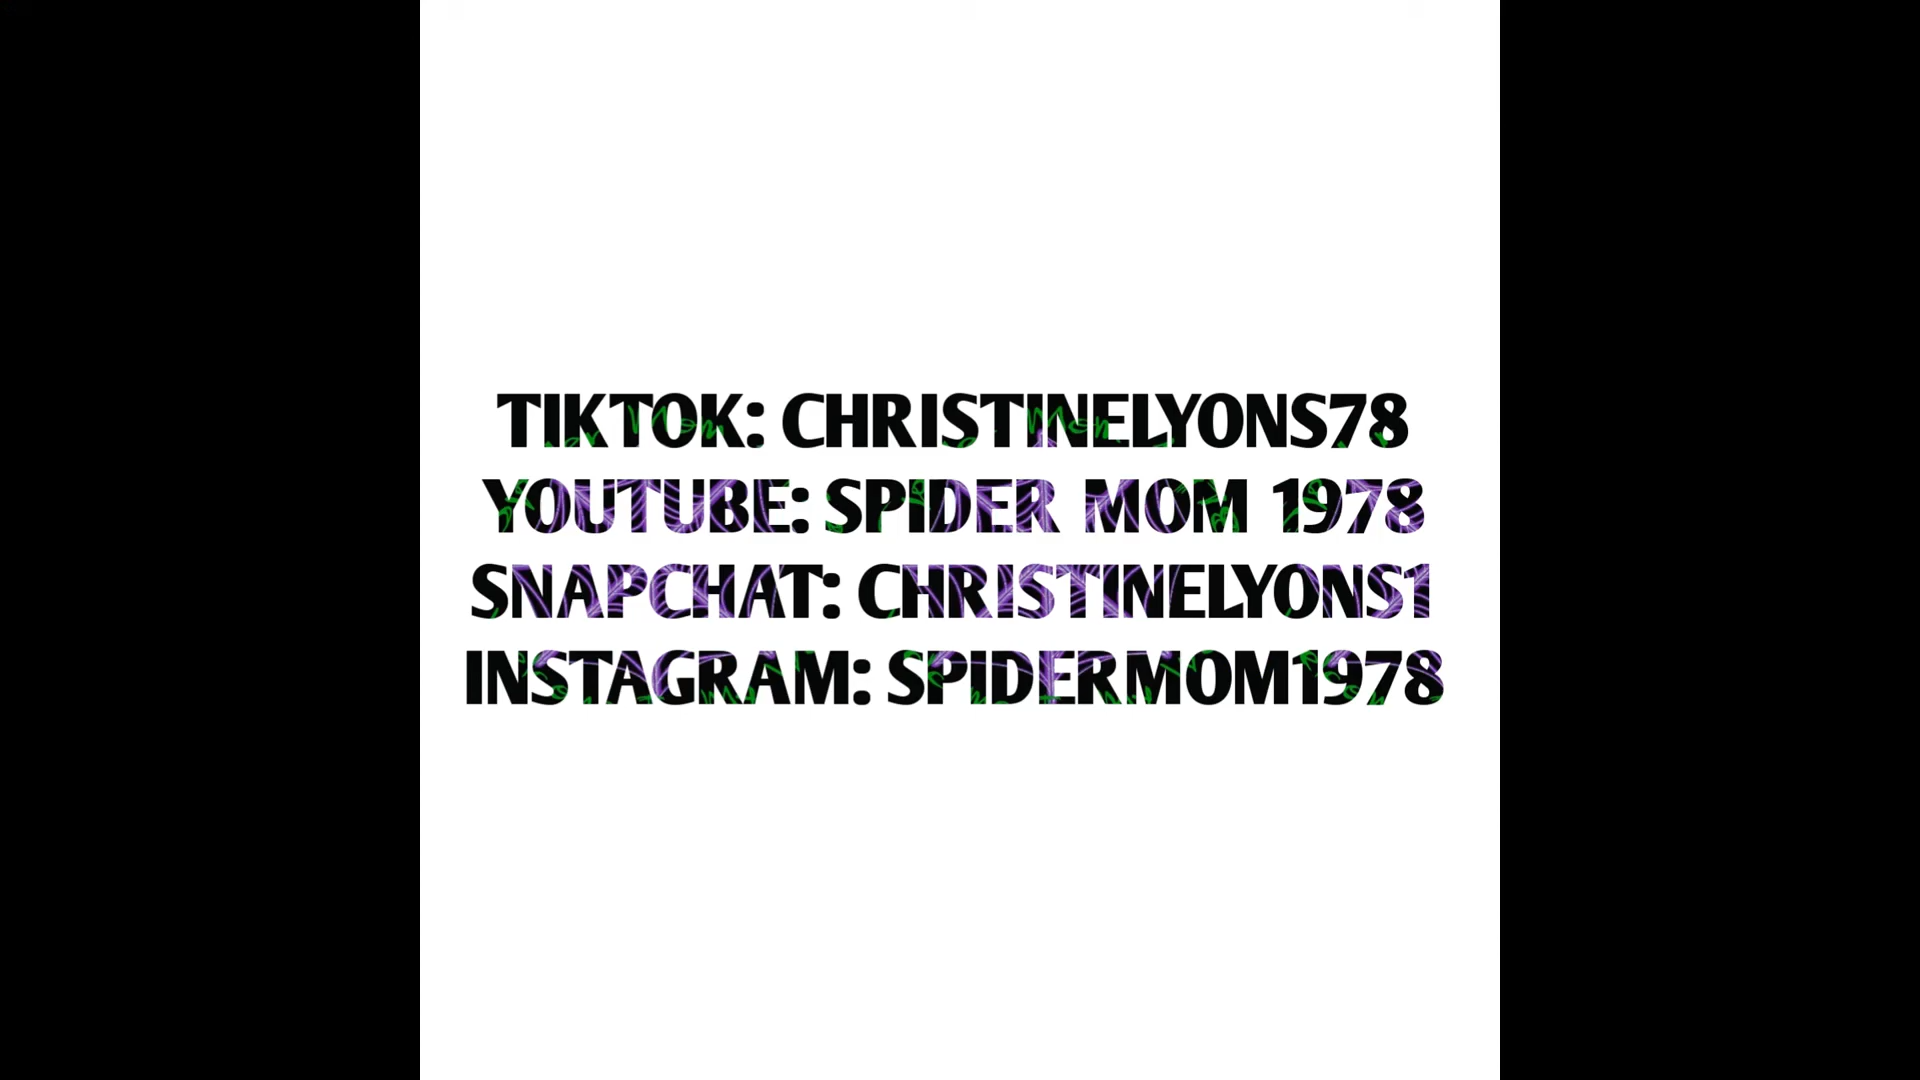 TIKTOK: CHRISTINELYONS78
YOUTUBE: SPIDER MOM 1978
SNAPCHAT: CHRISTINELYONS1
INSTAGRAM: SPIDERMOM1978